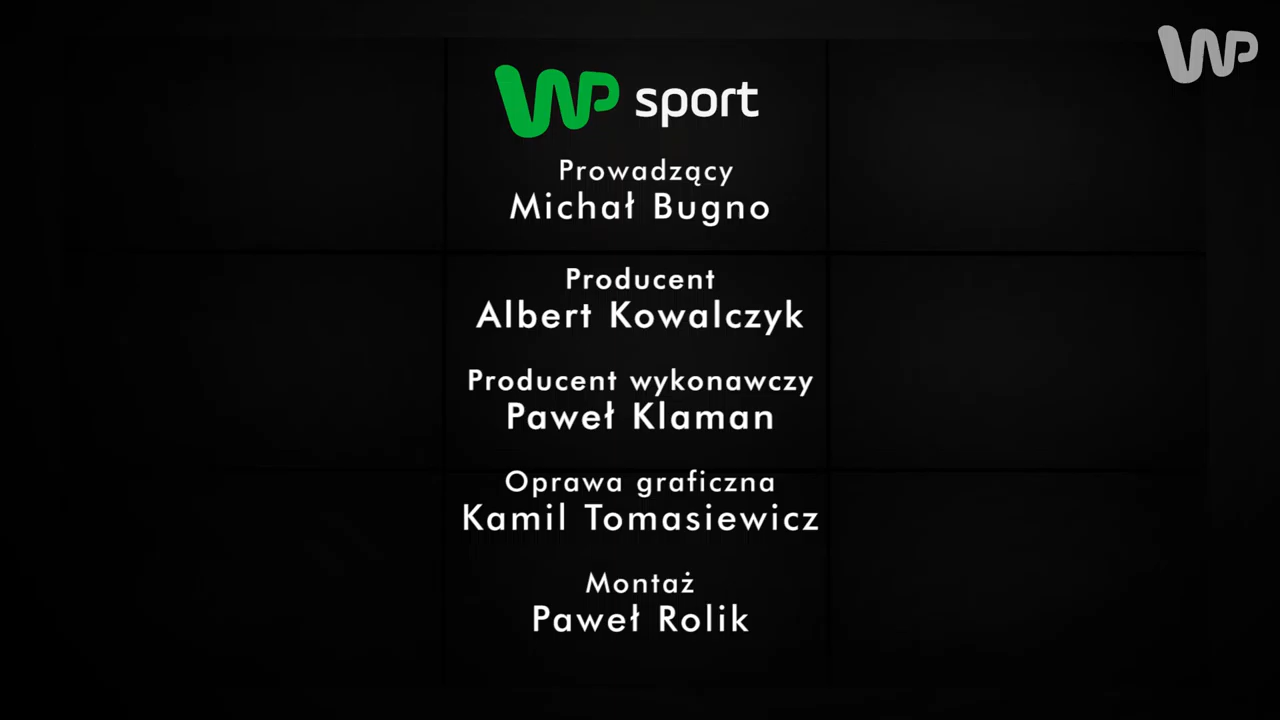 WP
WP sport
Prowadzący
Michał Bugno
Producent
Albert Kowalczyk
Producent wykonawczy
Paweł Klaman
Oprawa graficzna
Kamil Tomasiewicz
Montaż
Paweł Rolik